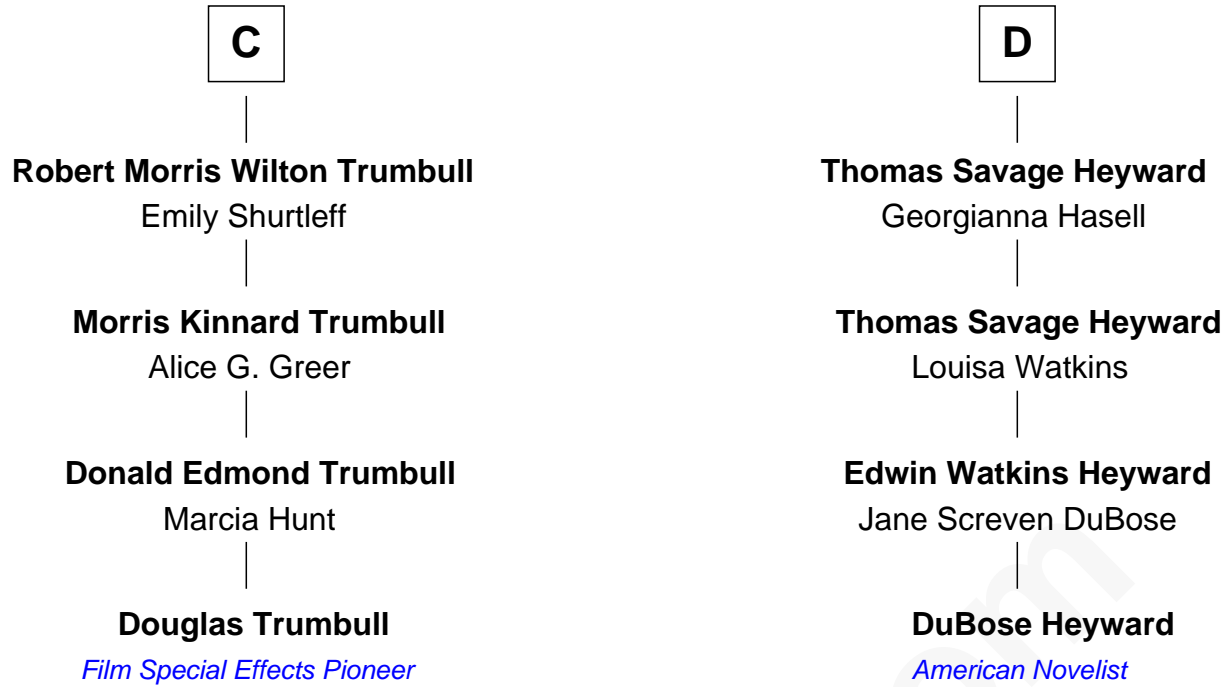 C
Robert Morris Wilton Trumbull
Emily Shurtleff
Morris Kinnard Trumbull
Alice G. Greer
Donald Edmond Trumbull
Marcia Hunt
Douglas Trumbull
Film Special Effects Pioneer
D
Thomas Savage Heyward
Georgianna Hasell
Thomas Savage Heyward
Louisa Watkins
Edwin Watkins Heyward
Jane Screven DuBose
DuBose Heyward
American Novelist